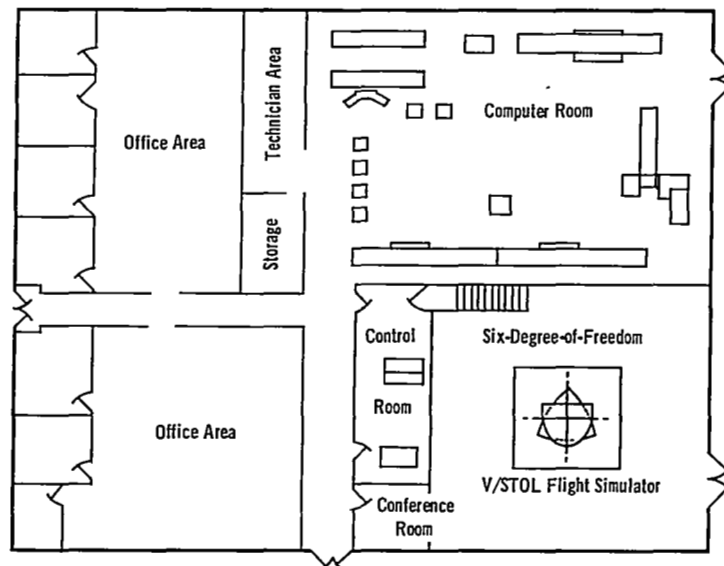 Office Area
Technician Area
Computer Room
Storage
Control
Room
Six-Degree-of-Freedom
Office Area
V/STOL Flight Simulator
Conference
Room